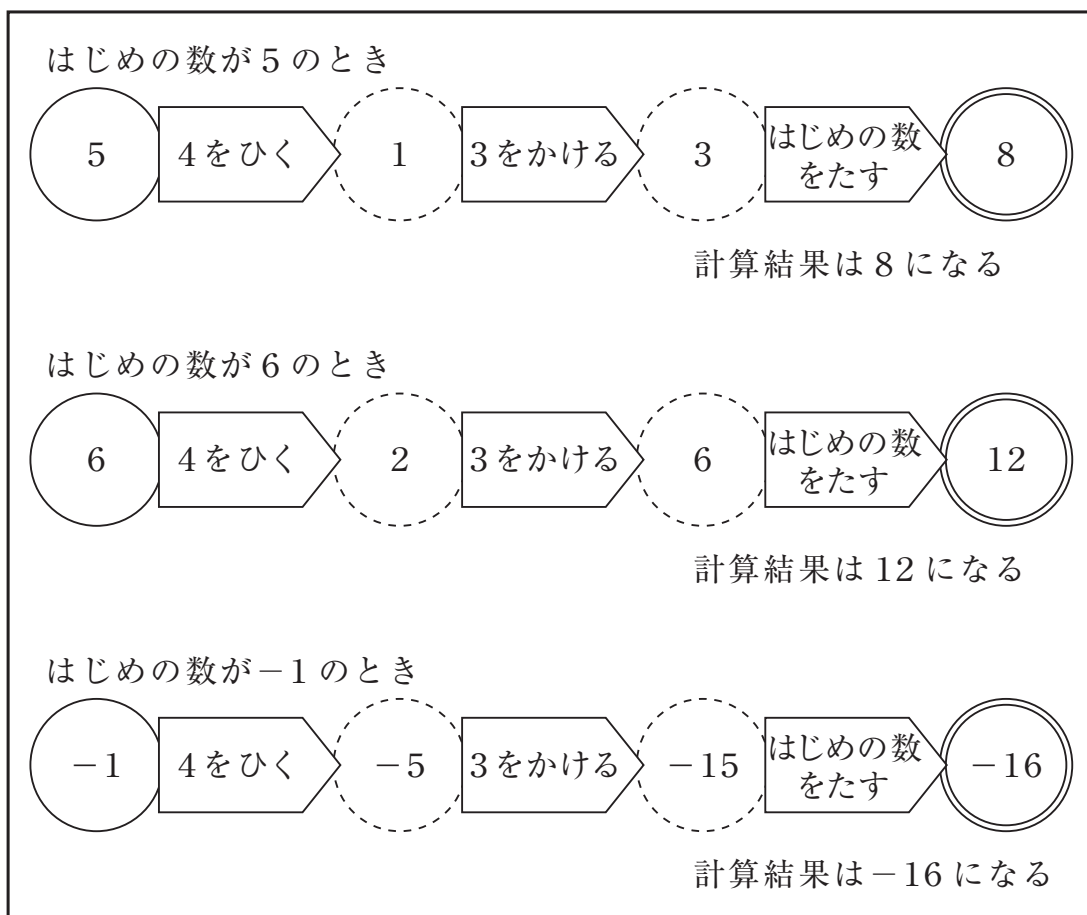 はじめの数が5のとき
5 4をひく 1 3をかける 3 はじめの数をたす 8
計算結果は8になる
はじめの数が6のとき
6 4をひく 2 3をかける 6 はじめの数をたす 12
計算結果は12になる
はじめの数が−1のとき
−1 4をひく −5 3をかける −15 はじめの数をたす −16
計算結果は−16になる